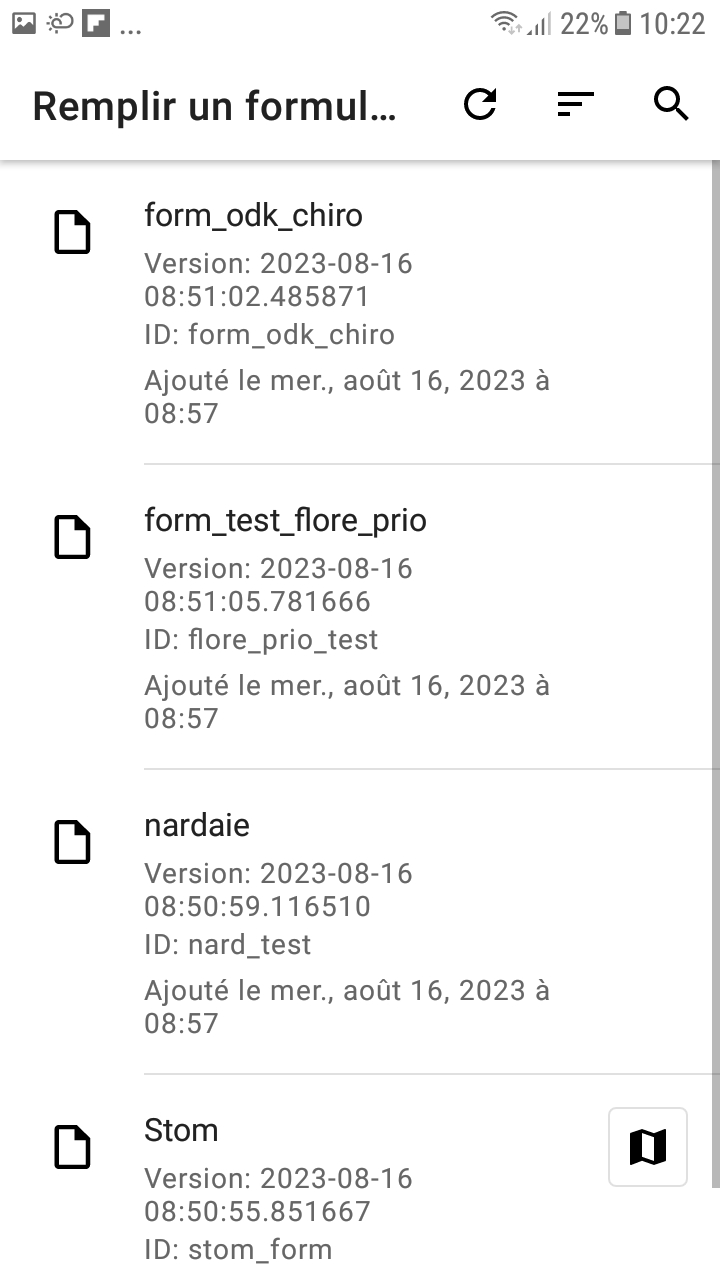 22% 10:22
Remplir un formul...
form_odk_chiro
Version: 2023-08-16
08:51:02.485871
ID: form_odk_chiro
Ajouté le mer., août 16, 2023 à
08:57
form_test_flore_prio
Version: 2023-08-16
08:51:05.781666
ID: flore_prio_test
Ajouté le mer., août 16, 2023 à
08:57
nardaie
Version: 2023-08-16
08:50:59.116510
ID: nard_test
Ajouté le mer., août 16, 2023 à
08:57
Stom
Version: 2023-08-16
08:50:55.851667
ID: stom_form